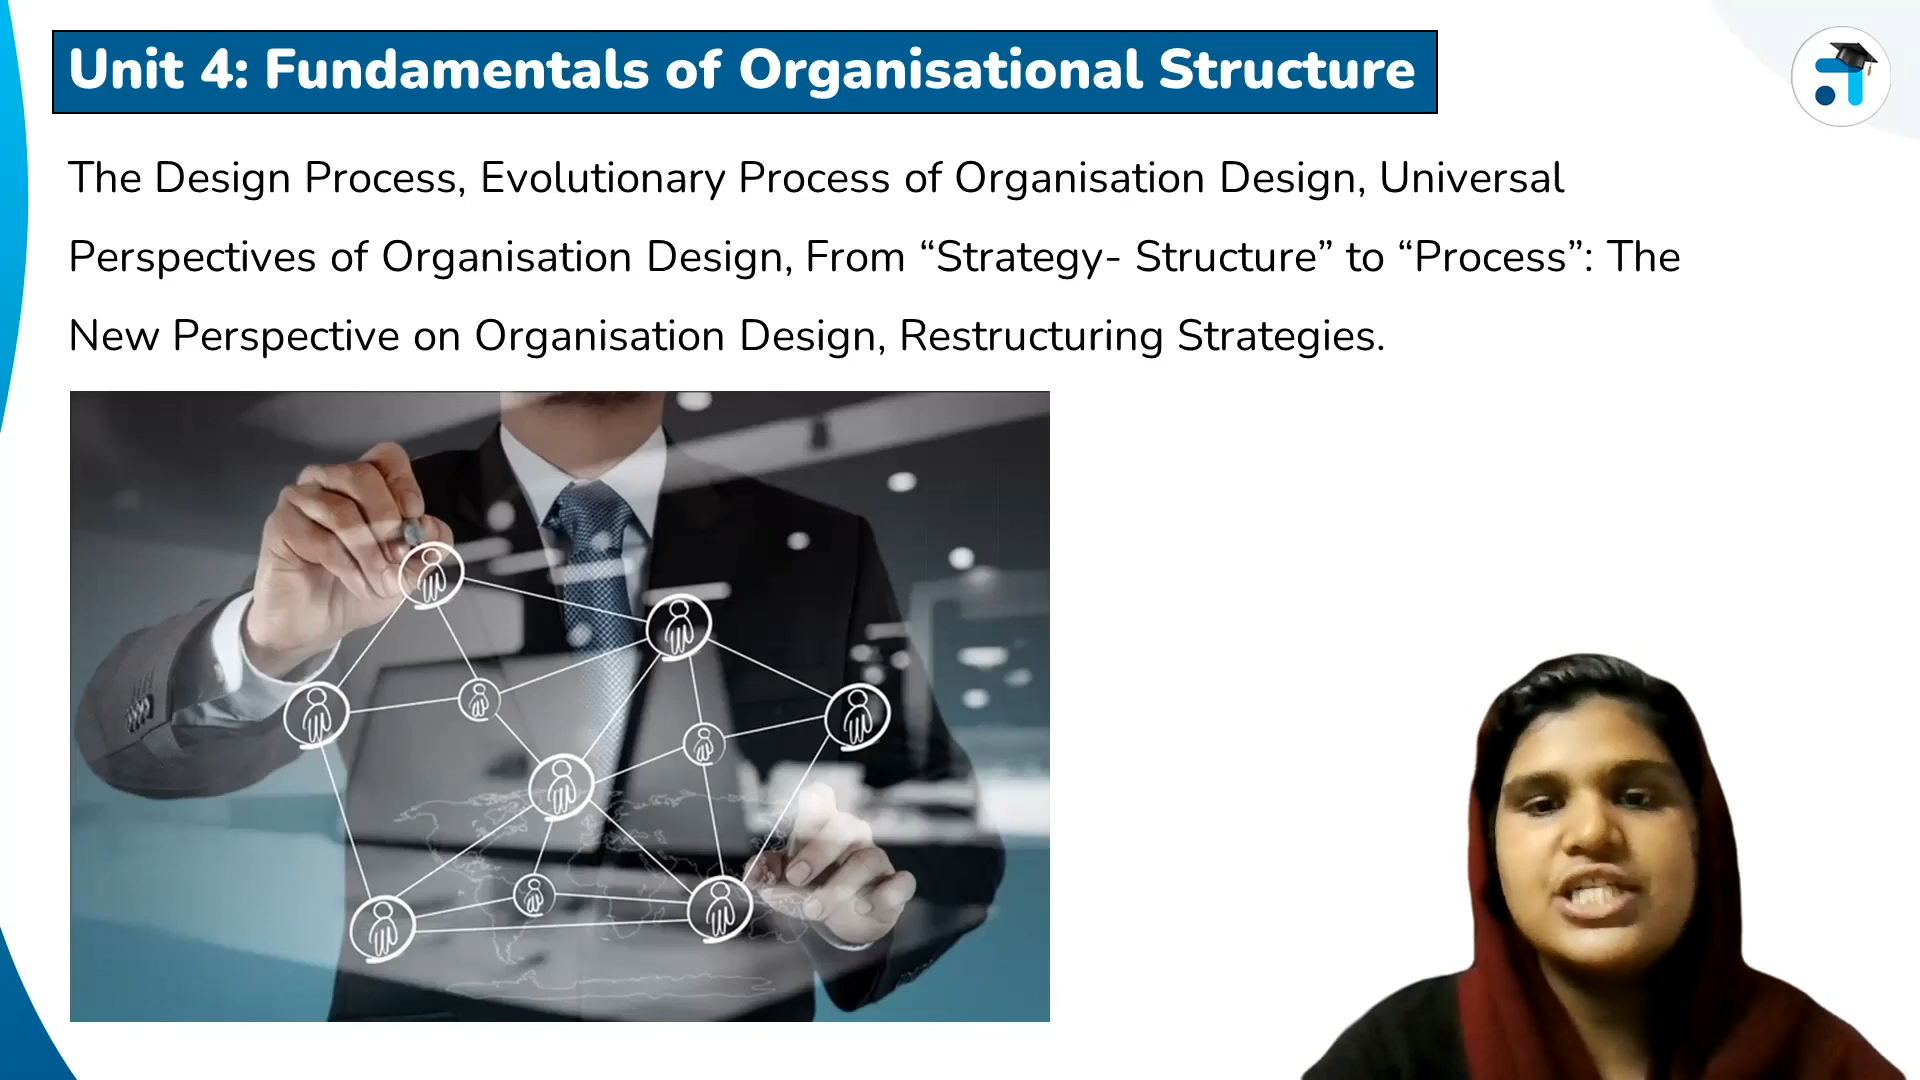 Unit 4: Fundamentals of Organisational Structure
The Design Process, Evolutionary Process of Organisation Design, Universal
Perspectives of Organisation Design, From “Strategy- Structure” to “Process”: The
New Perspective on Organisation Design, Restructuring Strategies.